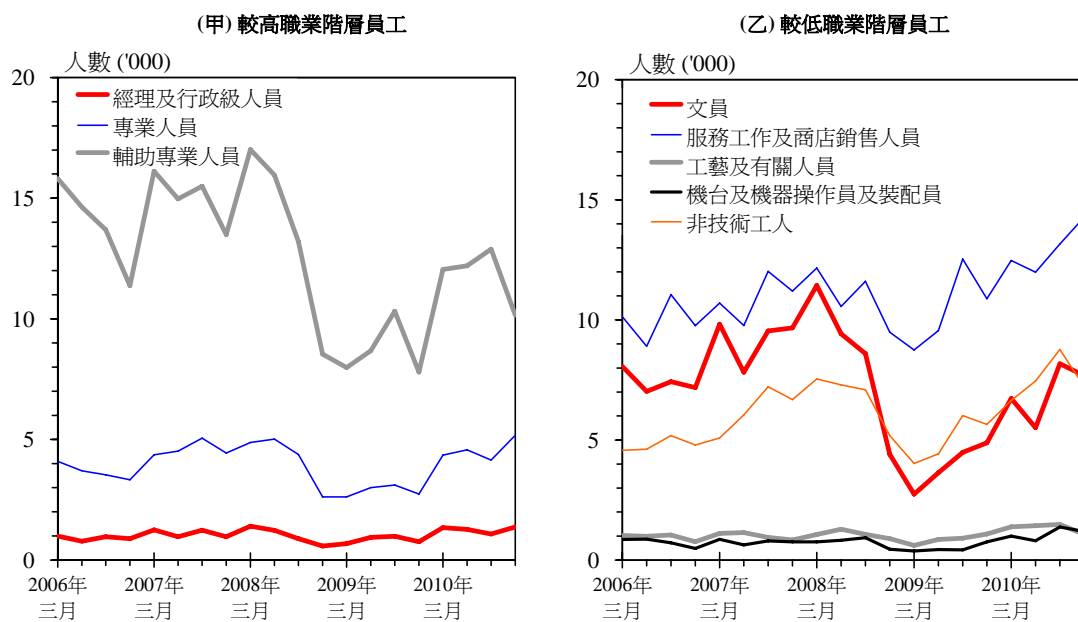 (甲) 較高職業階層員工
人數 ('000)
20
15
10
5
0
經理及行政級人員
專業人員
輔助專業人員
2006年
三月
2007年
三月
2008年
三月
2009年
三月
2010年
三月
(乙) 較低職業階層員工
人數 ('000)
20
15
10
5
0
文員
服務工作及商店銷售人員
工藝及有關人員
機台及機器操作員及裝配員
非技術工人
2006年
三月
2007年
三月
2008年
三月
2009年
三月
2010年
三月